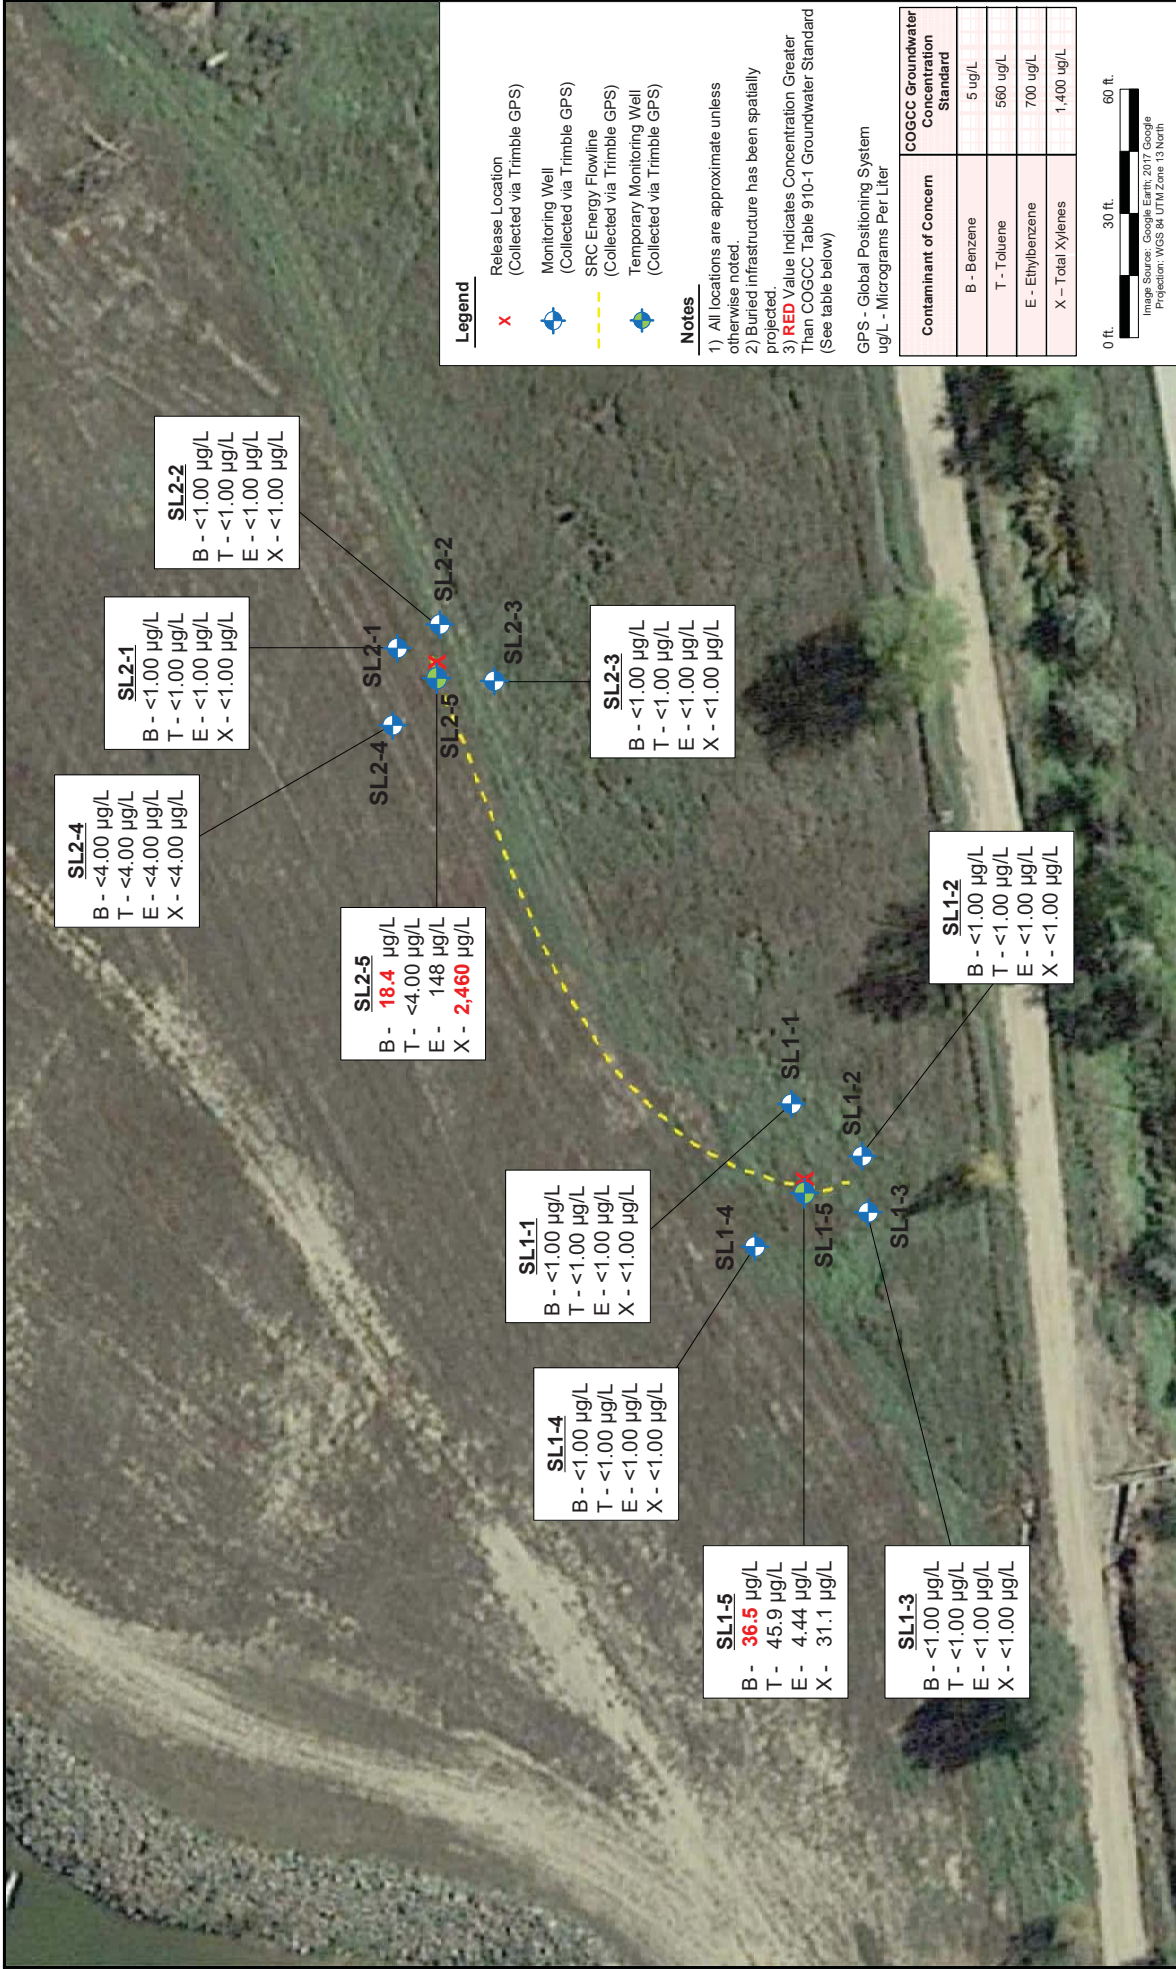 SL2-4
B - <4.00 µg/L
T - <4.00 µg/L
E - <4.00 µg/L
X - <4.00 µg/L
SL2-1
B - <1.00 µg/L
T - <1.00 µg/L
E - <1.00 µg/L
X - <1.00 µg/L
SL2-2
B - <1.00 µg/L
T - <1.00 µg/L
E - <1.00 µg/L
X - <1.00 µg/L
SL2-5
B - 18.4 µg/L
T - <4.00 µg/L
E - 148 µg/L
X - 2,460 µg/L
SL2-4
SL2-1
SL2-2
SL2-5
SL2-3
SL2-3
B - <1.00 µg/L
T - <1.00 µg/L
E - <1.00 µg/L
X - <1.00 µg/L
SL1-1
B - <1.00 µg/L
T - <1.00 µg/L
E - <1.00 µg/L
X - <1.00 µg/L
SL1-4
B - <1.00 µg/L
T - <1.00 µg/L
E - <1.00 µg/L
X - <1.00 µg/L
SL1-4
SL1-1
SL1-5
SL1-2
SL1-3
SL1-5
B - 36.5 µg/L
T - 45.9 µg/L
E - 4.44 µg/L
X - 31.1 µg/L
SL1-3
B - <1.00 µg/L
T - <1.00 µg/L
E - <1.00 µg/L
X - <1.00 µg/L
SL1-2
B - <1.00 µg/L
T - <1.00 µg/L
E - <1.00 µg/L
X - <1.00 µg/L
Legend
X Release Location
(Collected via Trimble GPS)
Monitoring Well
(Collected via Trimble GPS)
SRC Energy Flowline
(Collected via Trimble GPS)
Temporary Monitoring Well
(Collected via Trimble GPS)
Notes
1) All locations are approximate unless
otherwise noted.
2) Buried infrastructure has been spatially
projected.
3) RED Value Indicates Concentration Greater
Than COGCC Table 910-1 Groundwater Standard
(See table below)
GPS - Global Positioning System
ug/L - Micrograms Per Liter
Contaminant of Concern
COGCC Groundwater
Concentration
Standard
B - Benzene 5 ug/L
T - Toluene 560 ug/L
E - Ethylbenzene 700 ug/L
X – Total Xylenes 1,400 ug/L
0 ft. 30 ft. 60 ft.
Image Source: Google Earth; 2017 Google
Projection: WGS 84 UTM Zone 13 North